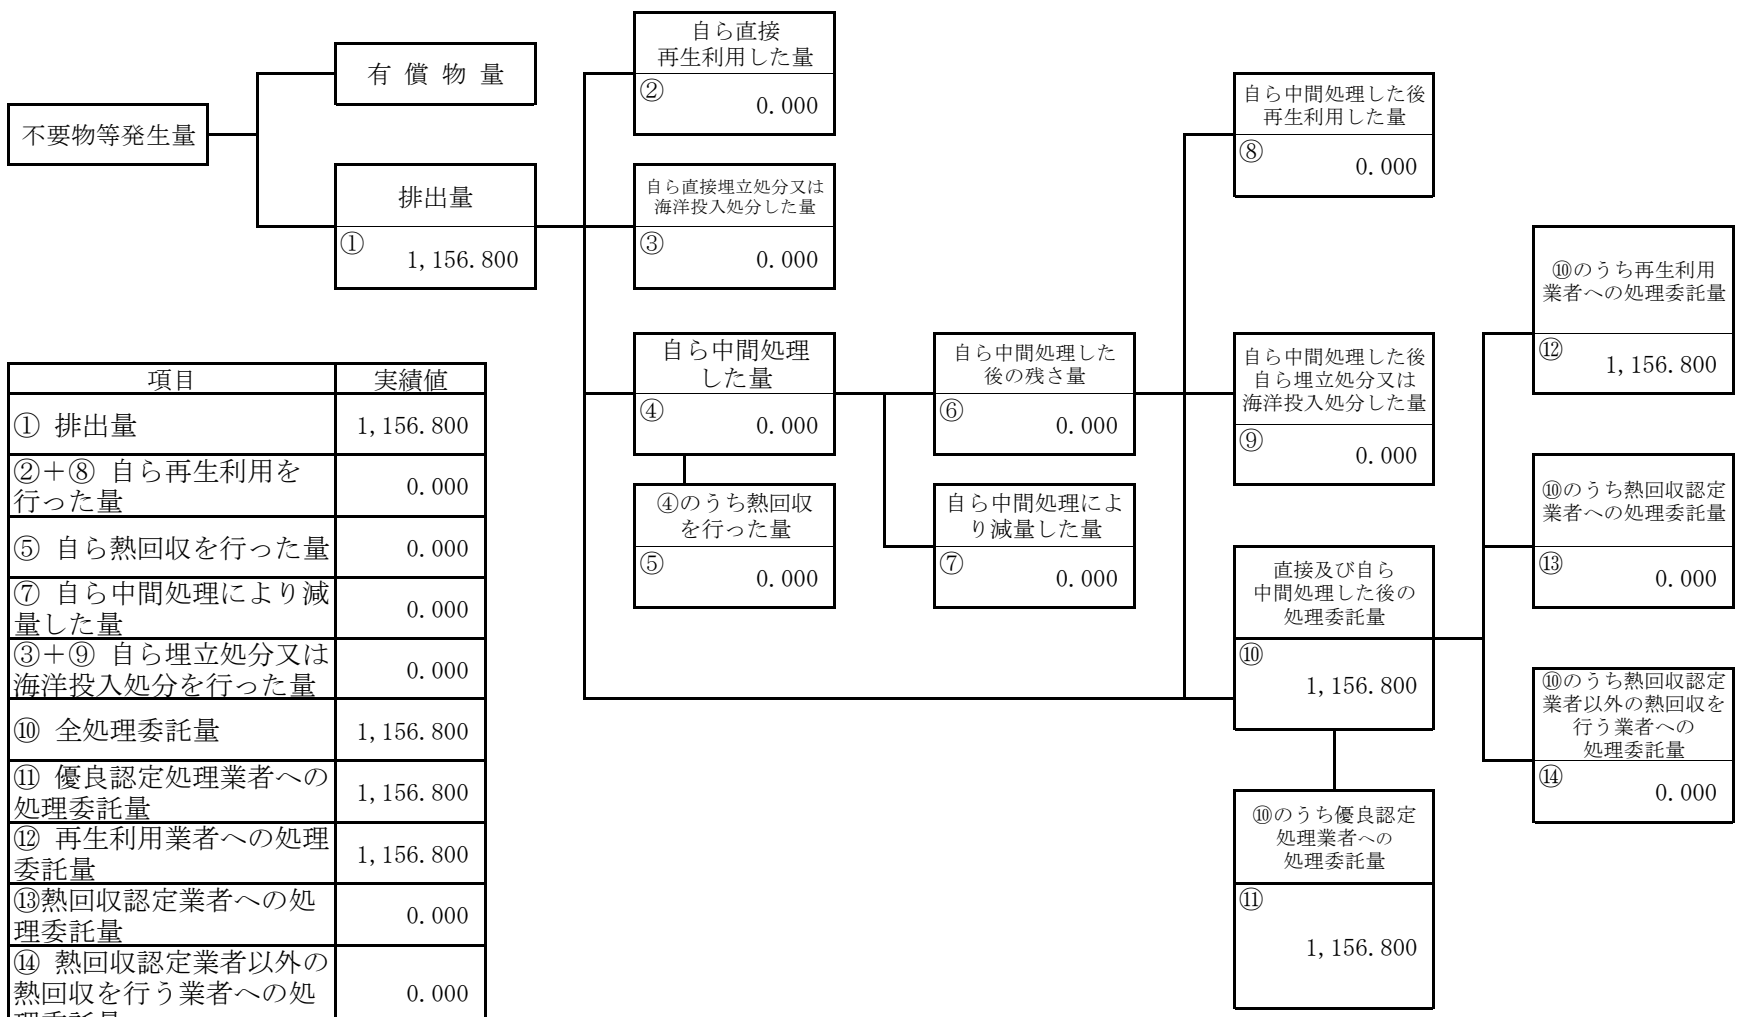 不要物等発生量
有 償 物 量
排出量
①
1,156.800
自ら直接
再生利用した量
②
0.000
自ら直接埋立処分又は
海洋投入処分した量
③
0.000
自ら中間処理
した量
④
0.000
④のうち熱回収
を行った量
⑤
0.000
自ら中間処理した
後の残さ量
⑥
0.000
自ら中間処理によ
り減量した量
⑦
0.000
自ら中間処理した後
再生利用した量
⑧
0.000
自ら中間処理した後
自ら埋立処分又は
海洋投入処分した量
⑨
0.000
直接及び自ら
中間処理した後の
処理委託量
⑩
1,156.800
⑩のうち優良認定
処理業者への
処理委託量
⑪
1,156.800
⑩のうち再生利用
業者への処理委託量
⑫
1,156.800
⑩のうち熱回収認定
業者への処理委託量
⑬
0.000
⑩のうち熱回収認定
業者以外の熱回収を
行う業者への
処理委託量
⑭
0.000
項目 実績値
① 排出量 1,156.800
②＋⑧ 自ら再生利用を
行った量 0.000
⑤ 自ら熱回収を行った量 0.000
⑦ 自ら中間処理により減
量した量 0.000
③＋⑨ 自ら埋立処分又は
海洋投入処分を行った量 0.000
⑩ 全処理委託量 1,156.800
⑪ 優良認定処理業者への
処理委託量 1,156.800
⑫ 再生利用業者への処理
委託量 1,156.800
⑬熱回収認定業者への処
理委託量 0.000
⑭ 熱回収認定業者以外の
熱回収を行う業者への処 0.000